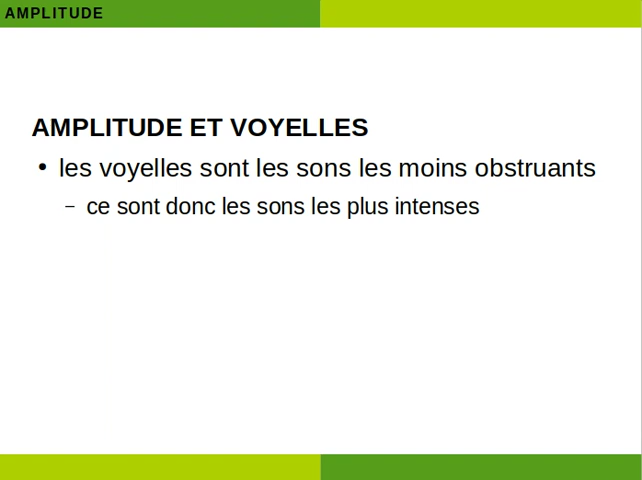 AMPLITUDE
AMPLITUDE ET VOYELLES
• les voyelles sont les sons les moins obstruants
– ce sont donc les sons les plus intenses